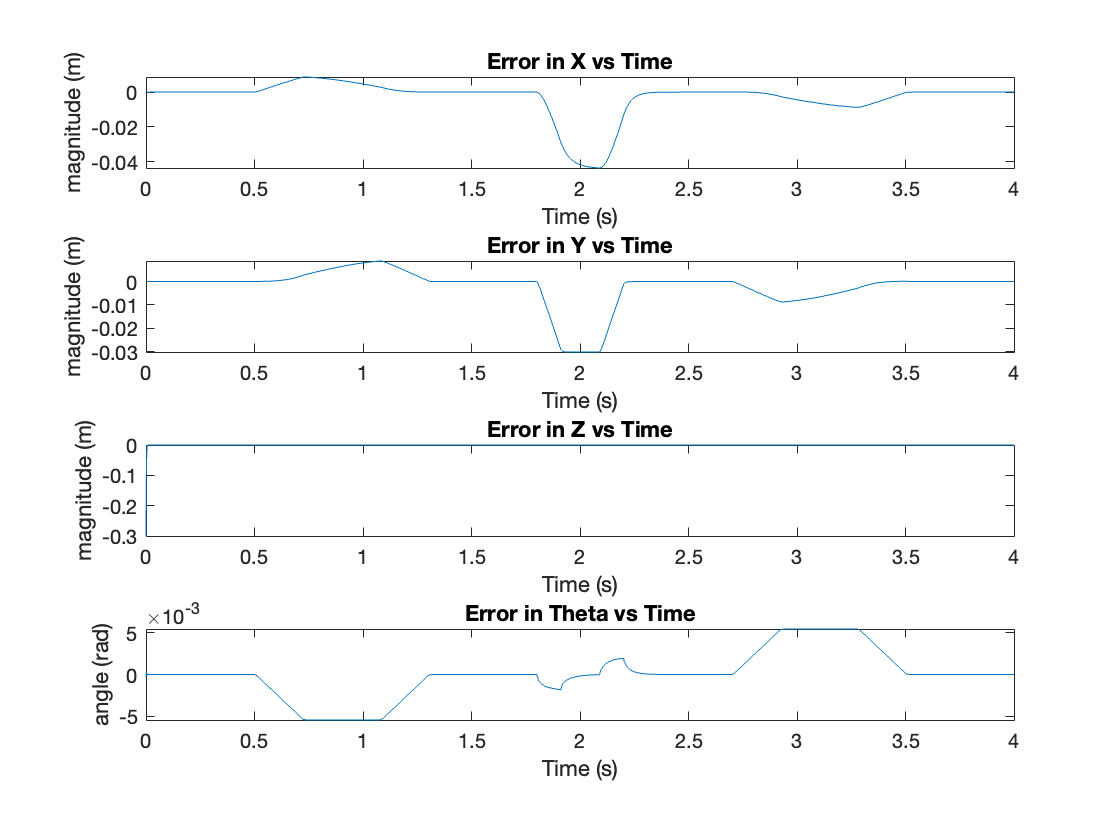 Error in X vs Time
magnitude (m)
0
-0.02
-0.04
0 0.5 1 1.5 2 2.5 3 3.5 4
Time (s)
Error in Y vs Time
magnitude (m)
0
-0.01
-0.02
-0.03
0 0.5 1 1.5 2 2.5 3 3.5 4
Time (s)
Error in Z vs Time
magnitude (m)
0
-0.1
-0.2
-0.3
0 0.5 1 1.5 2 2.5 3 3.5 4
Time (s)
×10⁻³
Error in Theta vs Time
angle (rad)
5
0
-5
0 0.5 1 1.5 2 2.5 3 3.5 4
Time (s)